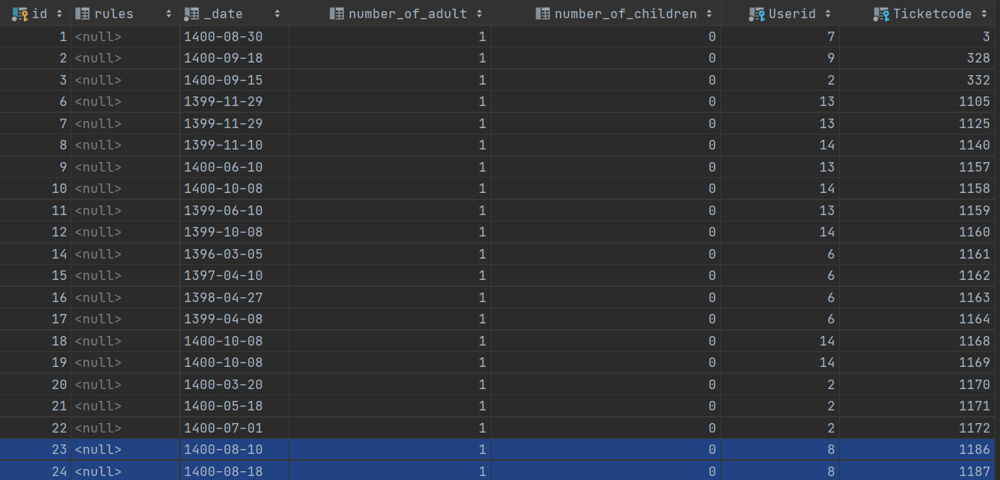 id rules _date number_of_adult number_of_children Userid Ticketcode
1 <null> 1400-08-30 1 0 7 3
2 <null> 1400-09-18 1 0 9 328
3 <null> 1400-09-15 1 0 2 332
6 <null> 1399-11-29 1 0 13 1105
7 <null> 1399-11-29 1 0 13 1125
8 <null> 1399-11-10 1 0 14 1140
9 <null> 1400-06-10 1 0 13 1157
10 <null> 1400-10-08 1 0 14 1158
11 <null> 1399-06-10 1 0 13 1159
12 <null> 1399-10-08 1 0 14 1160
14 <null> 1396-03-05 1 0 6 1161
15 <null> 1397-04-10 1 0 6 1162
16 <null> 1398-04-27 1 0 6 1163
17 <null> 1399-04-08 1 0 6 1164
18 <null> 1400-10-08 1 0 14 1168
19 <null> 1400-10-08 1 0 14 1169
20 <null> 1400-03-20 1 0 2 1170
21 <null> 1400-05-18 1 0 2 1171
22 <null> 1400-07-01 1 0 2 1172
23 <null> 1400-08-10 1 0 8 1186
24 <null> 1400-08-18 1 0 8 1187